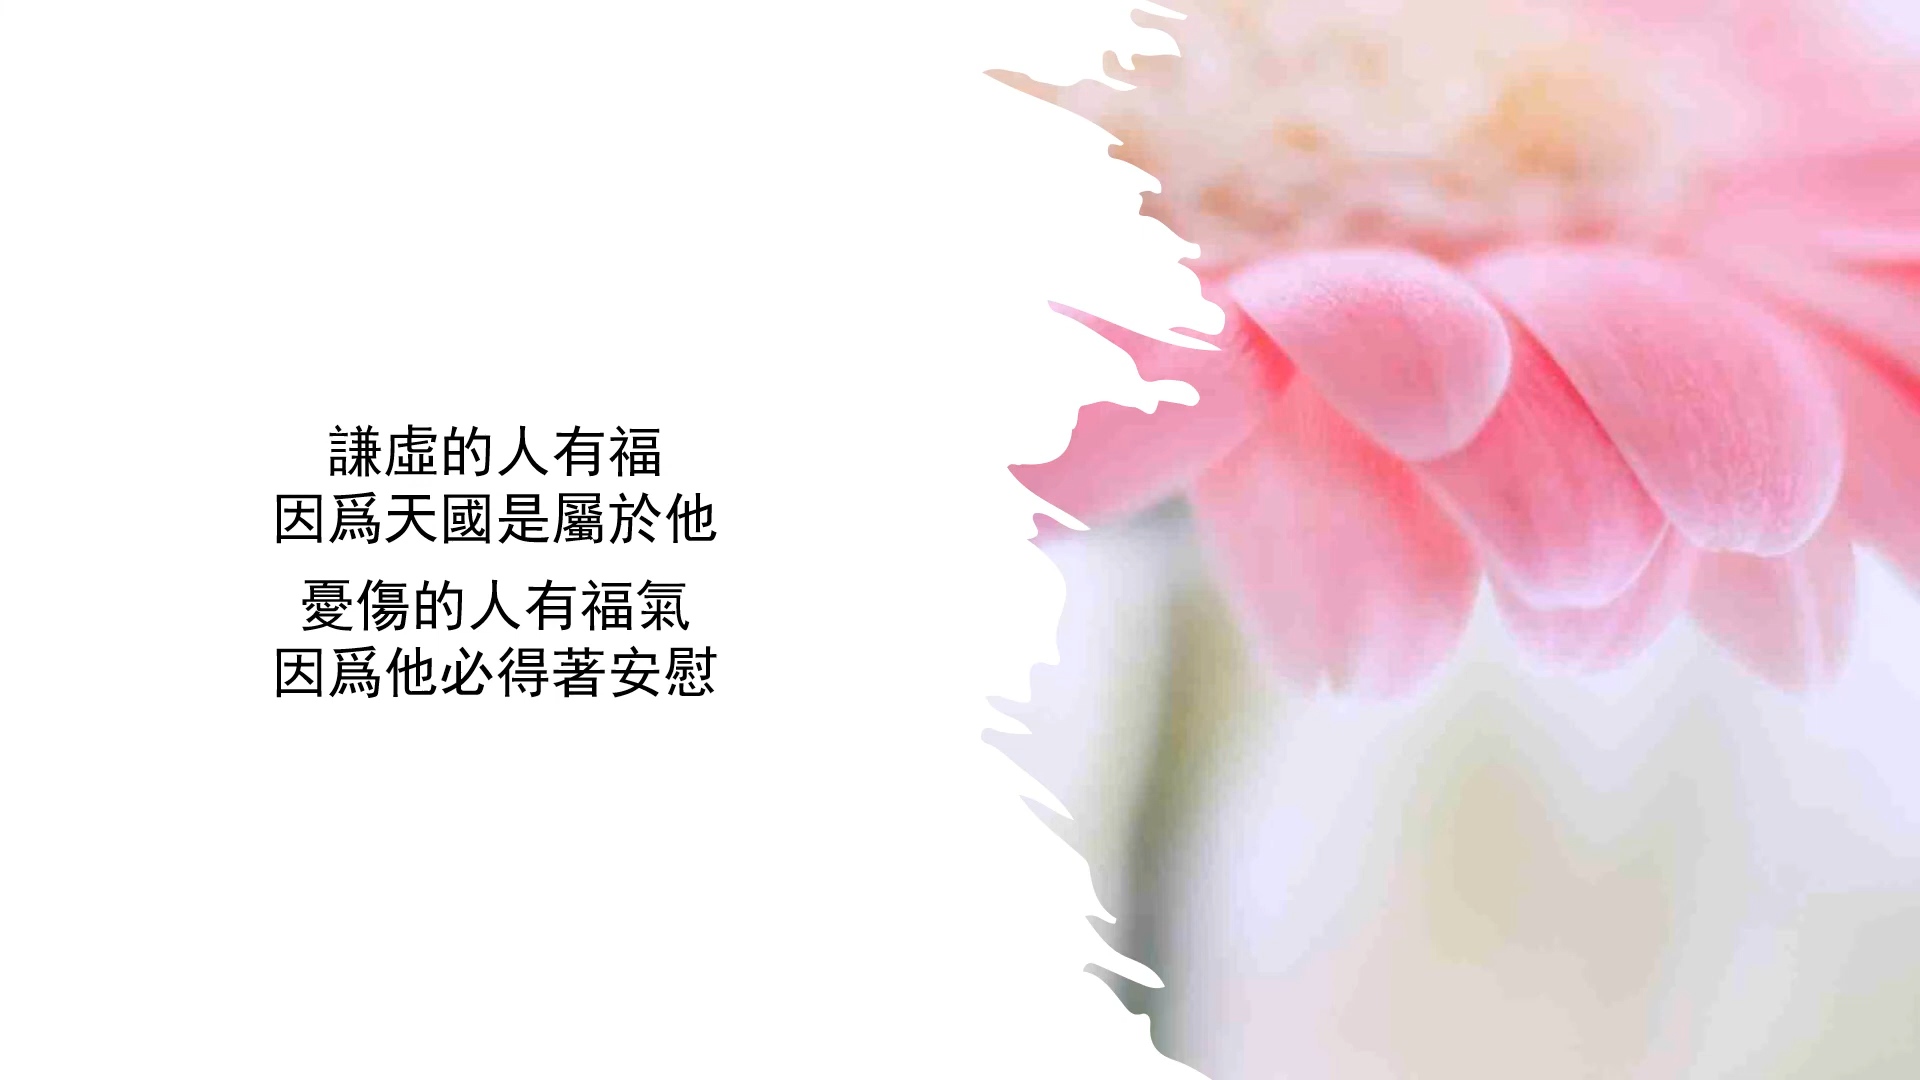 謙虛的人有福
因爲天國是屬於他
憂傷的人有福氣
因爲他必得著安慰